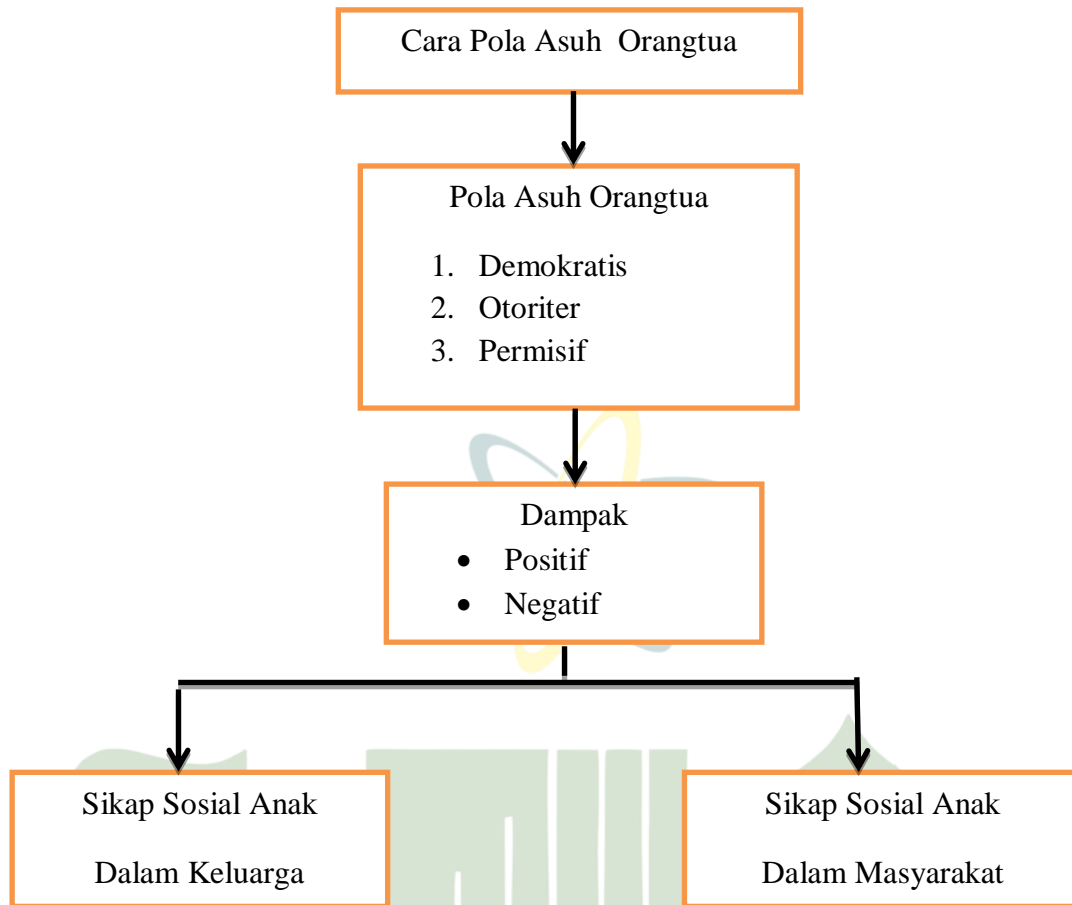 Cara Pola Asuh  Orangtua
Pola Asuh Orangtua
1. Demokratis
2. Otoriter
3. Permisif
Dampak
• Positif
• Negatif
Sikap Sosial Anak
Dalam Keluarga
Sikap Sosial Anak
Dalam Masyarakat